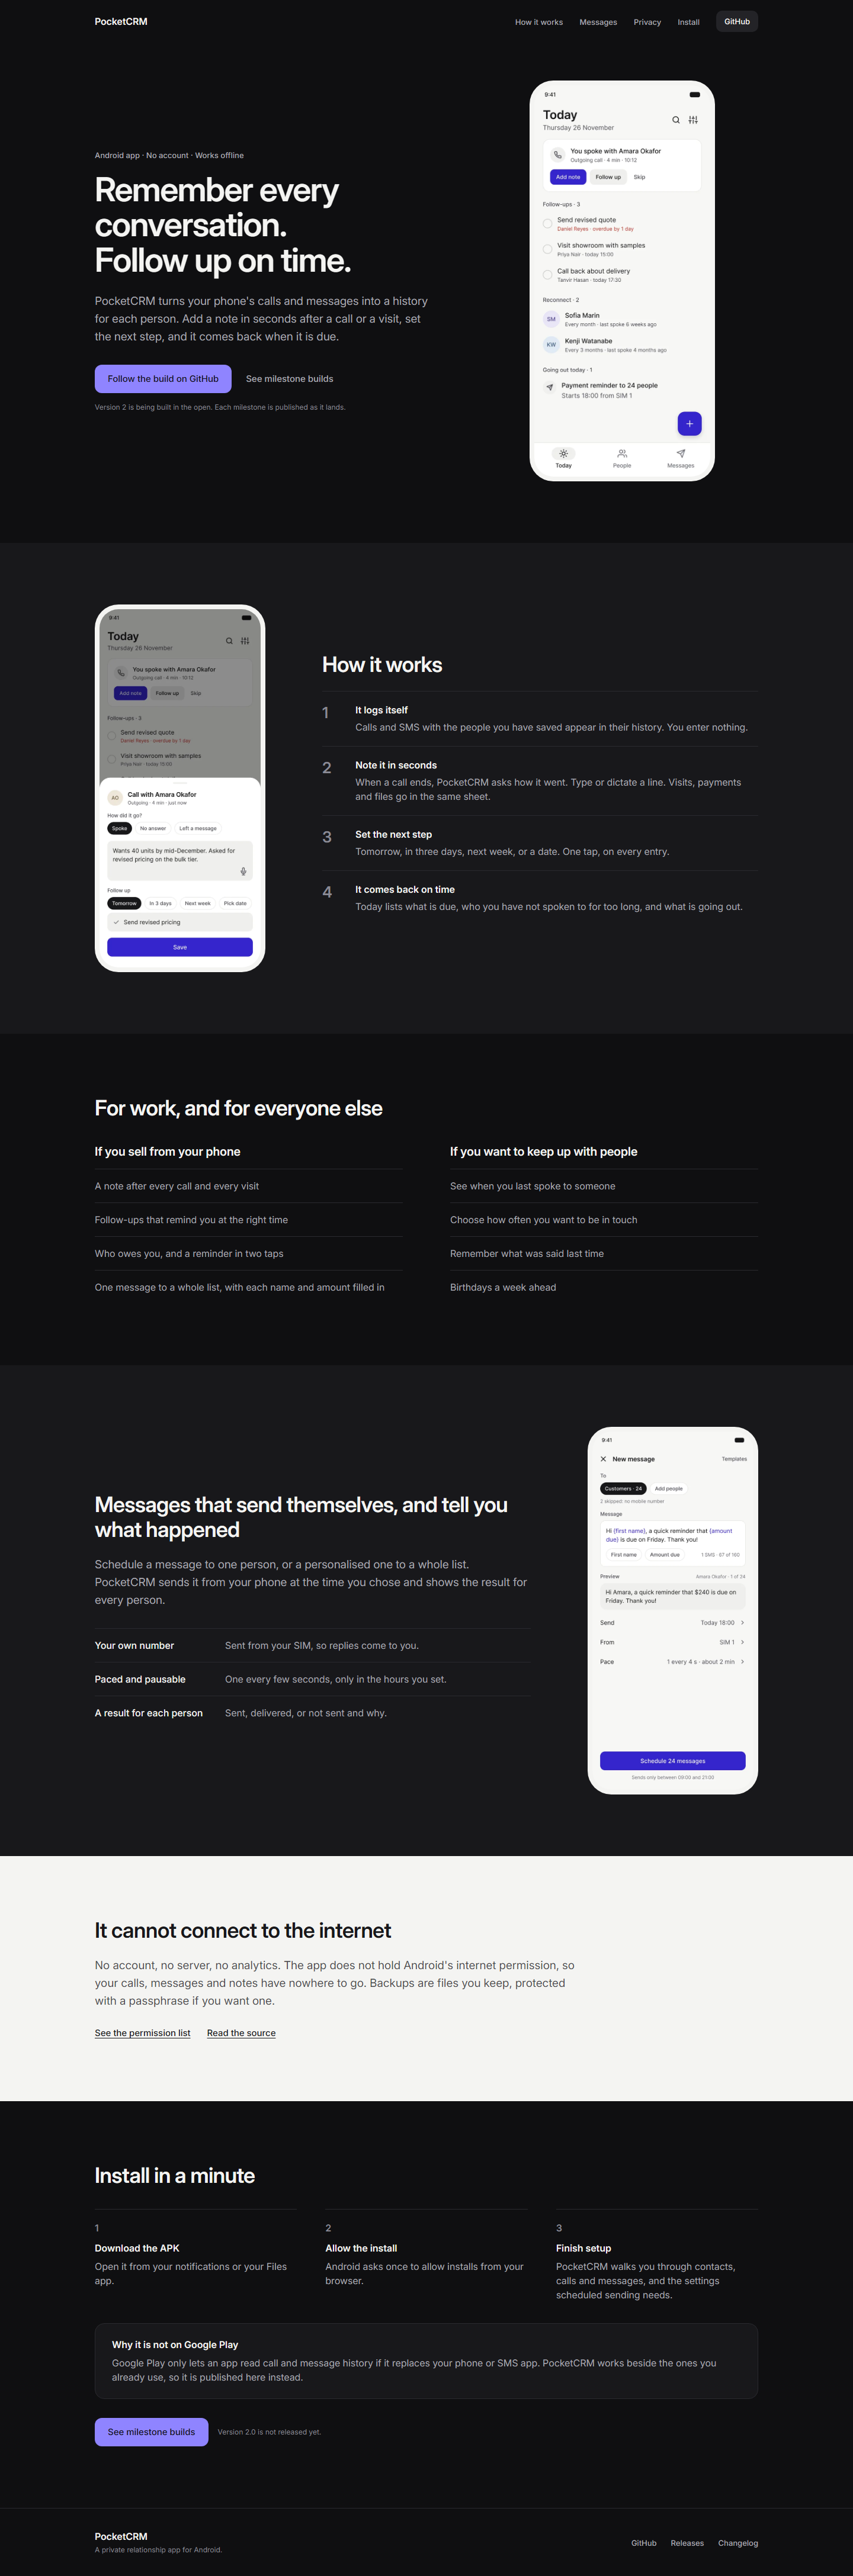 PocketCRM
How it works
Messages
Privacy
Install
GitHub
Android app · No account · Works offline
Remember every
conversation.
Follow up on time.
PocketCRM turns your phone's calls and messages into a history
for each person. Add a note in seconds after a call or a visit, set
the next step, and it comes back when it is due.
Follow the build on GitHub
See milestone builds
Version 2 is being built in the open. Each milestone is published as it lands.
9:41
Today
Thursday 26 November
You spoke with Amara Okafor
Outgoing call · 4 min · 10:12
Add note
Follow up
Skip
Follow-ups · 3
Send revised quote
Daniel Reyes · overdue by 1 day
Visit showroom with samples
Priya Nair · today 15:00
Call back about delivery
Tanvir Hasan · today 17:30
Reconnect · 2
SM
Sofia Marin
Every month · last spoke 6 weeks ago
KW
Kenji Watanabe
Every 3 months · last spoke 4 months ago
Going out today · 1
Payment reminder to 24 people
Starts 18:00 from SIM 1
Today
People
Messages
9:41
Today
Thursday 26 November
You spoke with Amara Okafor
Outgoing call · 4 min · 10:12
Add note
Follow up
Skip
Follow-ups · 3
Send revised quote
Daniel Reyes · overdue by 1 day
Visit showroom with samples
Priya Nair · today 15:00
AO
Call with Amara Okafor
Outgoing · 4 min · just now
How did it go?
Spoke
No answer
Left a message
Wants 40 units by mid-December. Asked for
revised pricing on the bulk tier.
Follow up
Tomorrow
In 3 days
Next week
Pick date
Send revised pricing
Save
How it works
1
It logs itself
Calls and SMS with the people you have saved appear in their history. You enter nothing.
2
Note it in seconds
When a call ends, PocketCRM asks how it went. Type or dictate a line. Visits, payments
and files go in the same sheet.
3
Set the next step
Tomorrow, in three days, next week, or a date. One tap, on every entry.
4
It comes back on time
Today lists what is due, who you have not spoken to for too long, and what is going out.
For work, and for everyone else
If you sell from your phone
A note after every call and every visit
Follow-ups that remind you at the right time
Who owes you, and a reminder in two taps
One message to a whole list, with each name and amount filled in
If you want to keep up with people
See when you last spoke to someone
Choose how often you want to be in touch
Remember what was said last time
Birthdays a week ahead
Messages that send themselves, and tell you
what happened
Schedule a message to one person, or a personalised one to a whole list.
PocketCRM sends it from your phone at the time you chose and shows the result for
every person.
Your own number
Sent from your SIM, so replies come to you.
Paced and pausable
One every few seconds, only in the hours you set.
A result for each person
Sent, delivered, or not sent and why.
9:41
New message
Templates
To
Customers · 24
Add people
2 skipped: no mobile number
Message
Hi {first name}, a quick reminder that {amount
due} is due on Friday. Thank you!
First name
Amount due
1 SMS · 67 of 160
Preview
Amara Okafor · 1 of 24
Hi Amara, a quick reminder that $240 is due on
Friday. Thank you!
Send
Today 18:00
From
SIM 1
Pace
1 every 4 s · about 2 min
Schedule 24 messages
Sends only between 09:00 and 21:00
It cannot connect to the internet
No account, no server, no analytics. The app does not hold Android's internet permission, so
your calls, messages and notes have nowhere to go. Backups are files you keep, protected
with a passphrase if you want one.
See the permission list
Read the source
Install in a minute
1
Download the APK
Open it from your notifications or your Files
app.
2
Allow the install
Android asks once to allow installs from your
browser.
3
Finish setup
PocketCRM walks you through contacts,
calls and messages, and the settings
scheduled sending needs.
Why it is not on Google Play
Google Play only lets an app read call and message history if it replaces your phone or SMS app. PocketCRM works beside the ones you
already use, so it is published here instead.
See milestone builds
Version 2.0 is not released yet.
PocketCRM
A private relationship app for Android.
GitHub
Releases
Changelog